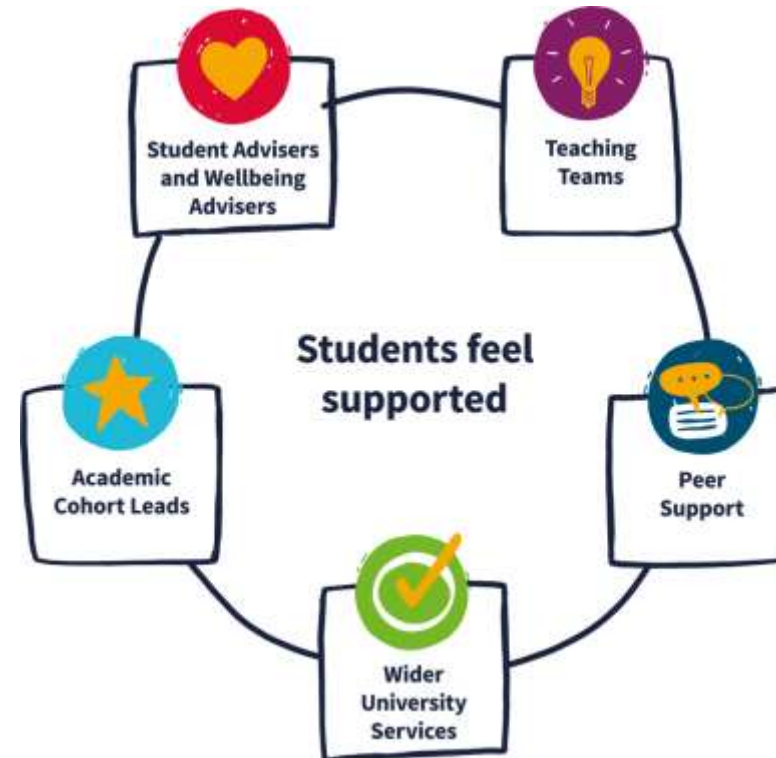 Student Advisers
and Wellbeing
Advisers
Teaching
Teams
Students feel
supported
Academic
Cohort Leads
Peer
Support
Wider
University
Services